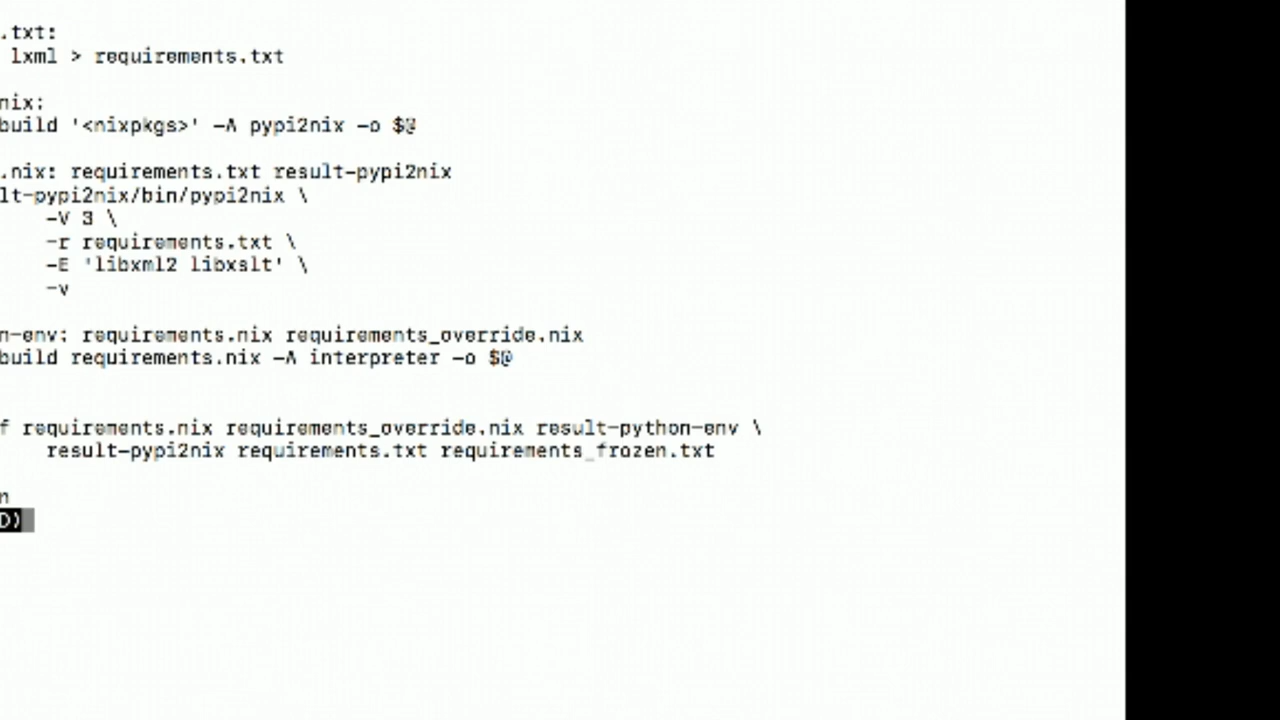 .txt:
lxml > requirements.txt
nix:
build '<nixpkgs>' -A pypi2nix -o $@
.nix: requirements.txt result-pypi2nix
lt-pypi2nix/bin/pypi2nix \
-V 3 \
-r requirements.txt \
-E 'libxml2 libxslt' \
-v
n-env: requirements.nix requirements_override.nix
build requirements.nix -A interpreter -o $@
f requirements.nix requirements_override.nix result-python-env \
result-pypi2nix requirements.txt requirements_frozen.txt
n
D)